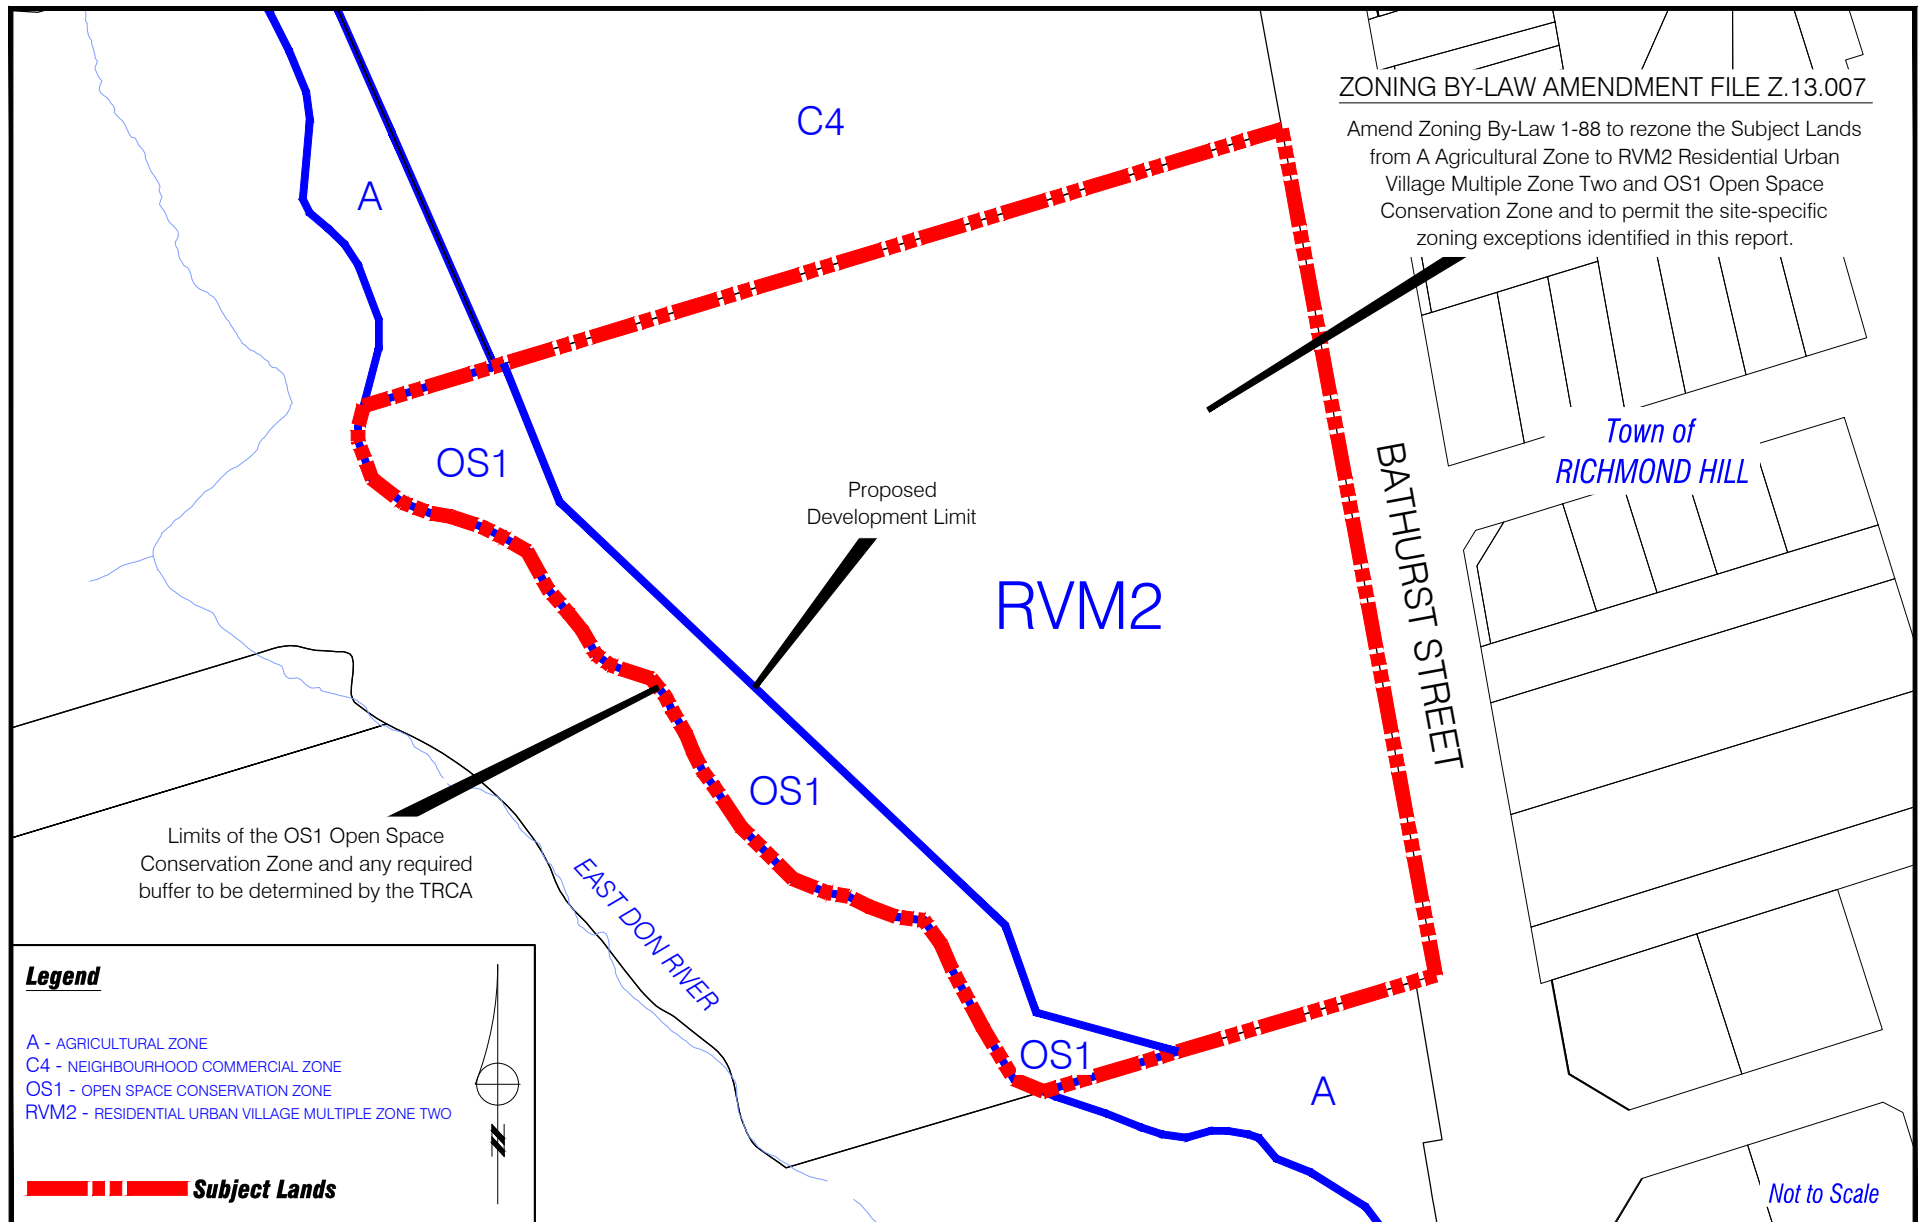 ZONING BY-LAW AMENDMENT FILE Z.13.007
Amend Zoning By-Law 1-88 to rezone the Subject Lands
from A Agricultural Zone to RVM2 Residential Urban
Village Multiple Zone Two and OS1 Open Space
Conservation Zone and to permit the site-specific
zoning exceptions identified in this report.
C4
A
OS1
Proposed
Development Limit
RVM2
BATHURST STREET
Town of
RICHMOND HILL
OS1
Limits of the OS1 Open Space
Conservation Zone and any required
buffer to be determined by the TRCA
EAST DON RIVER
OS1
A
Legend
A - AGRICULTURAL ZONE
C4 - NEIGHBOURHOOD COMMERCIAL ZONE
OS1 - OPEN SPACE CONSERVATION ZONE
RVM2 - RESIDENTIAL URBAN VILLAGE MULTIPLE ZONE TWO
N
Subject Lands
Not to Scale